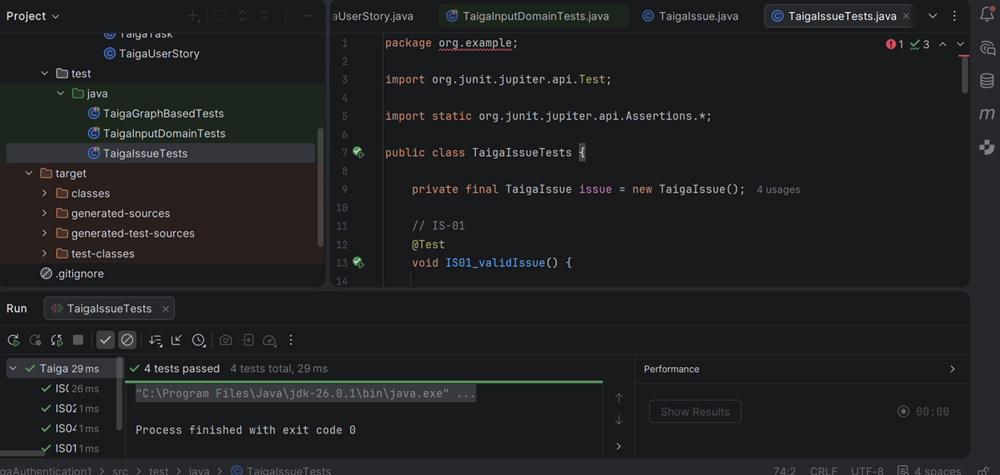 Project
TaigaTask
TaigaUserStory
test
java
TaigaGraphBasedTests
TaigaInputDomainTests
TaigaIssueTests
target
classes
generated-sources
generated-test-sources
test-classes
.gitignore
aUserStory.java
TaigaInputDomainTests.java
TaigaIssue.java
TaigaIssueTests.java
1 package org.example;
1 3
2
3 import org.junit.jupiter.api.Test;
4
5 import static org.junit.jupiter.api.Assertions.*;
6
7 public class TaigaIssueTests {
8
9 private final TaigaIssue issue = new TaigaIssue(); 4 usages
10
11 // IS-01
12 @Test
13 void IS01_validIssue() {
14
Run TaigaIssueTests
Taiga 29 ms
26 ms
IS02 1 ms
IS04 1 ms
IS01 1 ms
4 tests passed 4 tests total, 29 ms
"C:\Program Files\Java\jdk-26.0.1\bin\java.exe" ...
Process finished with exit code 0
Performance
Show Results
00:00
gaAuthentication1 > src > test > java > TaigaIssueTests
74:2 CRLF UTF-8 4 spaces